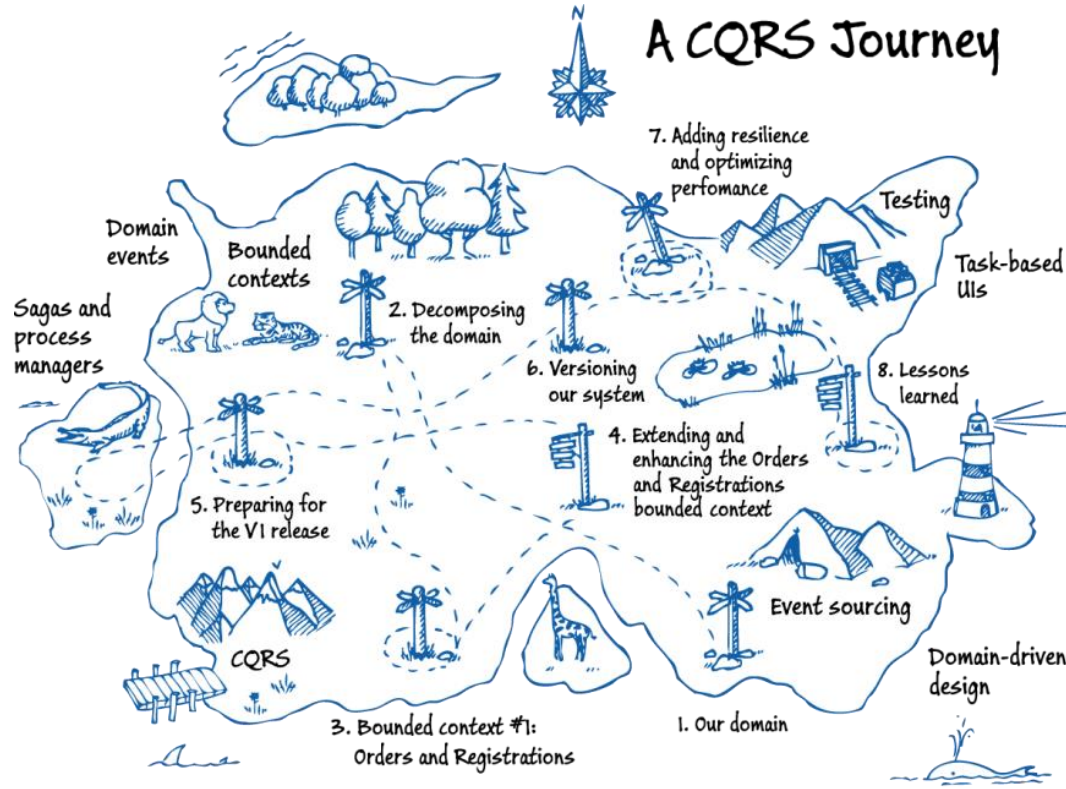 N
A CQRS Journey
7. Adding resilience
and optimizing
perfomance
Testing
Domain
events
Bounded
contexts
Task-based
UIs
Sagas and
process
managers
2. Decomposing
the domain
6. Versioning
our system
8. Lessons
learned
4. Extending and
enhancing the Orders
and Registrations
bounded context
5. Preparing for
the V1 release
Event sourcing
CQRS
Domain-driven
design
3. Bounded context #1:
Orders and Registrations
1. Our domain